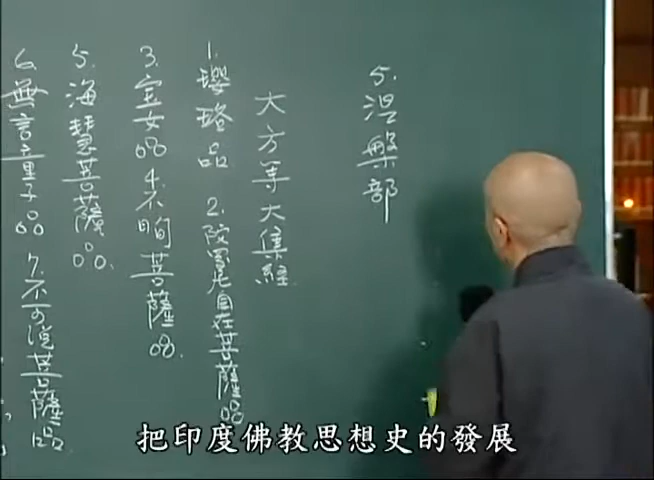 5.涅槃部
大方等大集經
1.瓔珞品 2.陀羅尼自在菩薩品
3.宝女品 4.不眴菩薩品
5.海慧菩薩品
6.無言童子品 7.不可說菩薩品
把印度佛教思想史的發展